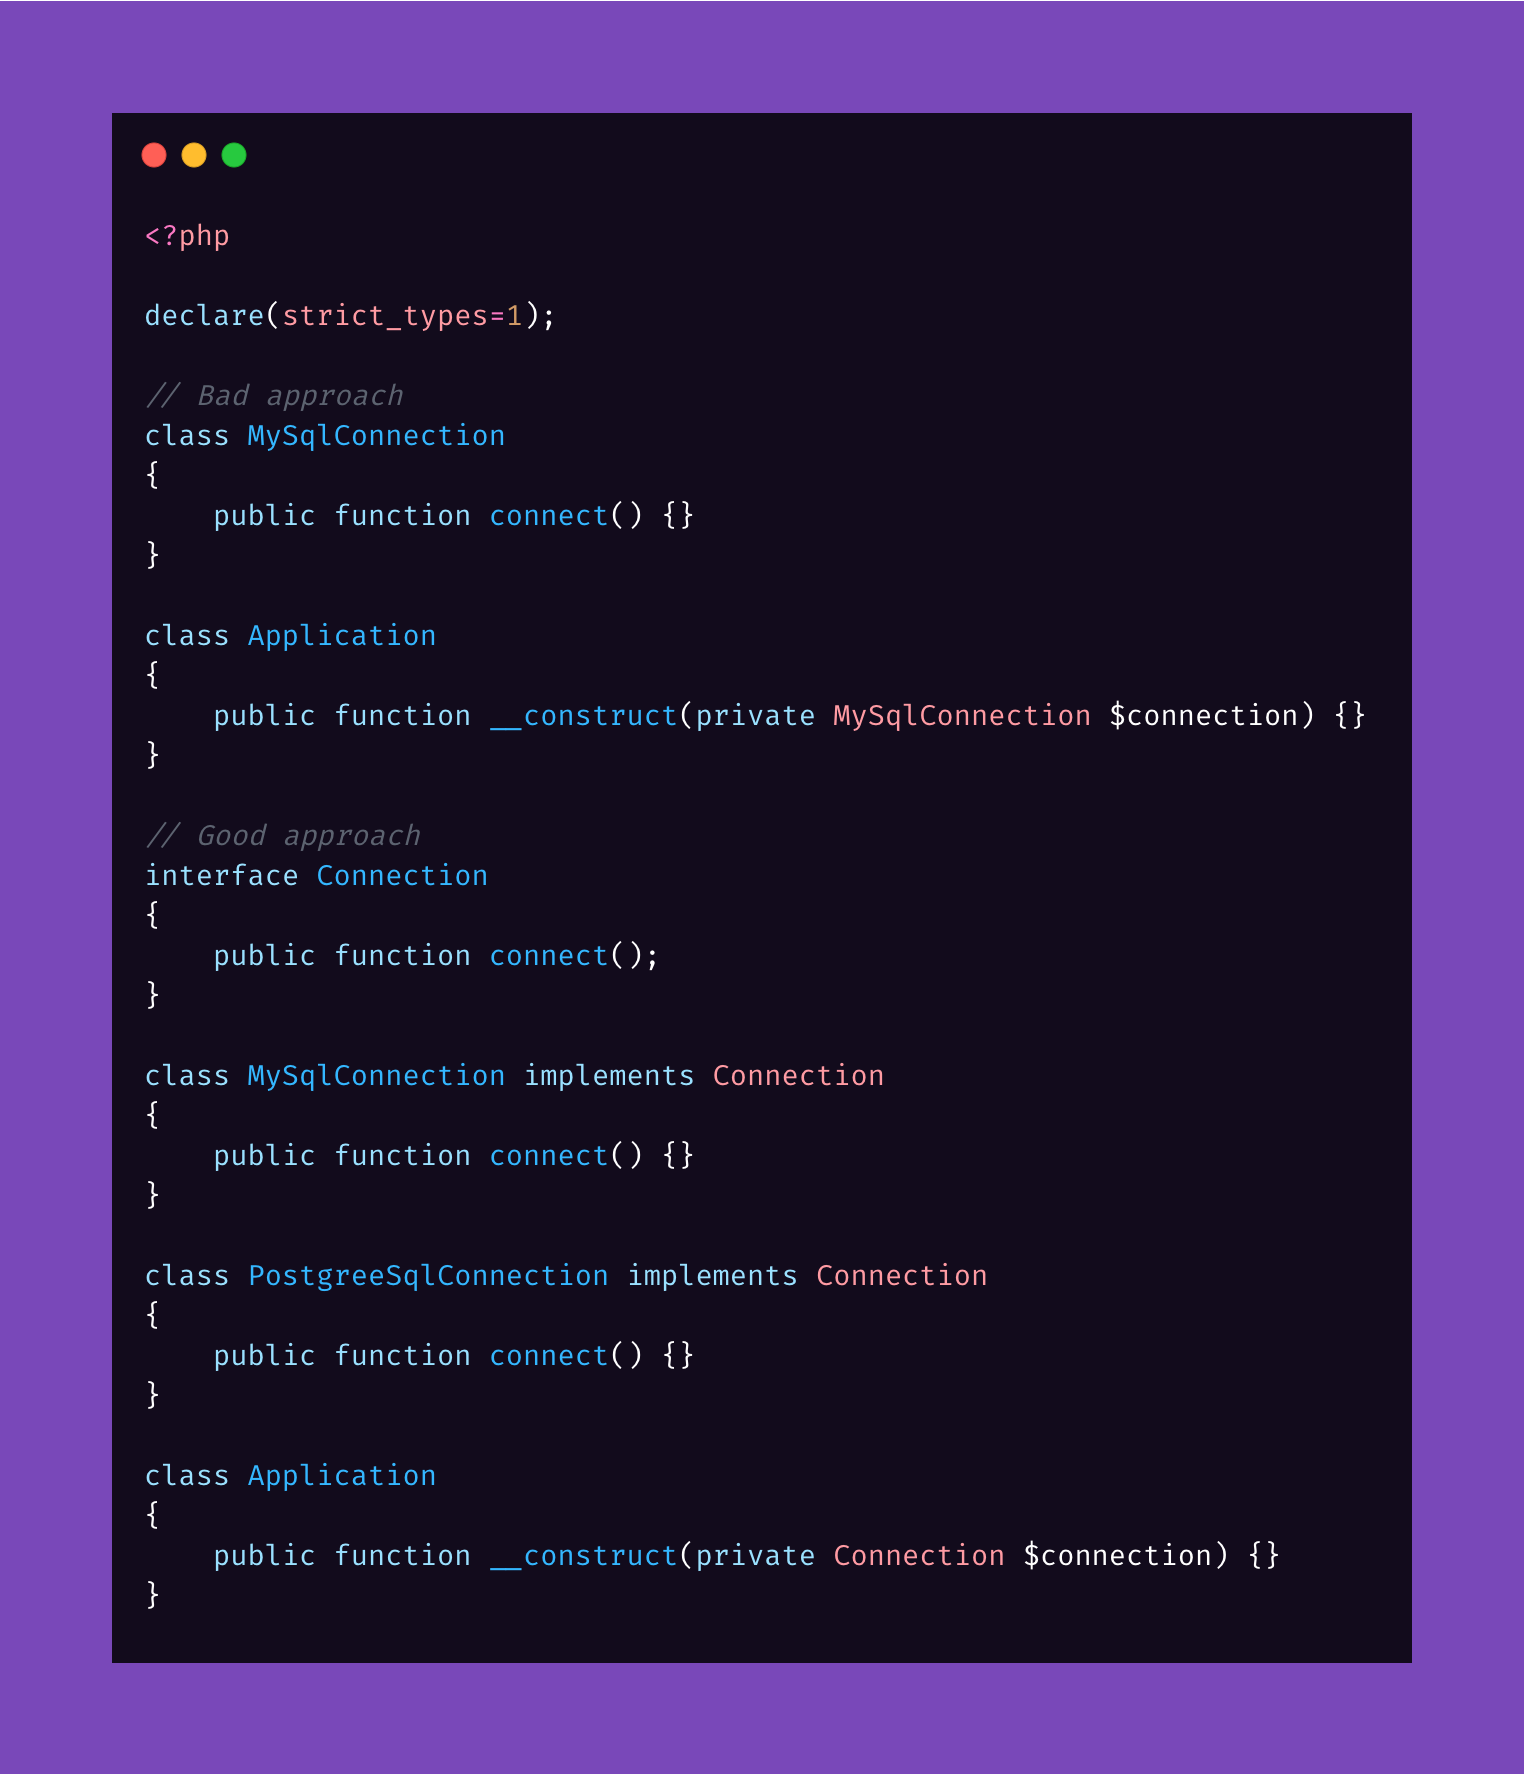 <?php
declare(strict_types=1);
// Bad approach
class MySqlConnection
{
    public function connect() {}
}
class Application
{
    public function __construct(private MySqlConnection $connection) {}
}
// Good approach
interface Connection
{
    public function connect();
}
class MySqlConnection implements Connection
{
    public function connect() {}
}
class PostgreeSqlConnection implements Connection
{
    public function connect() {}
}
class Application
{
    public function __construct(private Connection $connection) {}
}